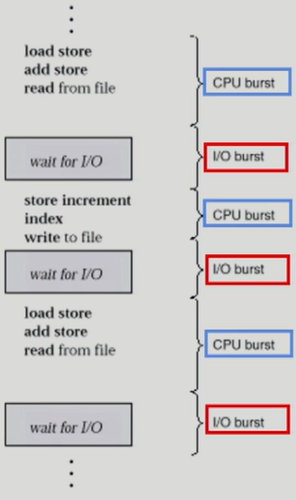 load store
add store
read from file
CPU burst
wait for I/O
I/O burst
store increment
index
write to file
CPU burst
wait for I/O
I/O burst
load store
add store
read from file
CPU burst
wait for I/O
I/O burst